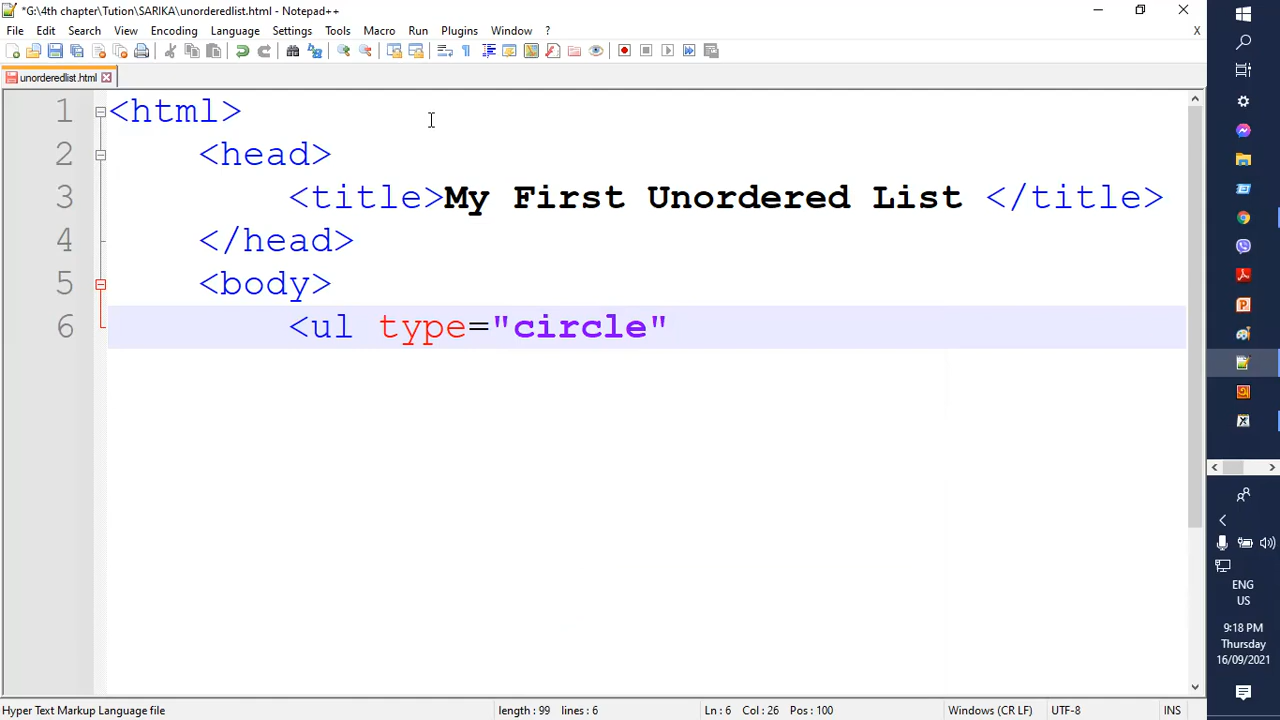 *G:\4th chapter\Tution\SARIKA\unorderedlist.html - Notepad++
File Edit Search View Encoding Language Settings Tools Macro Run Plugins Window ? X
unorderedlist.html
1 <html>
2 <head>
3 <title>My First Unordered List </title>
4 </head>
5 <body>
6 <ul type="circle"
Hyper Text Markup Language file length : 99 lines : 6 Ln : 6 Col : 26 Pos : 100 Windows (CR LF) UTF-8 INS
ENG
US
9:18 PM
Thursday
16/09/2021